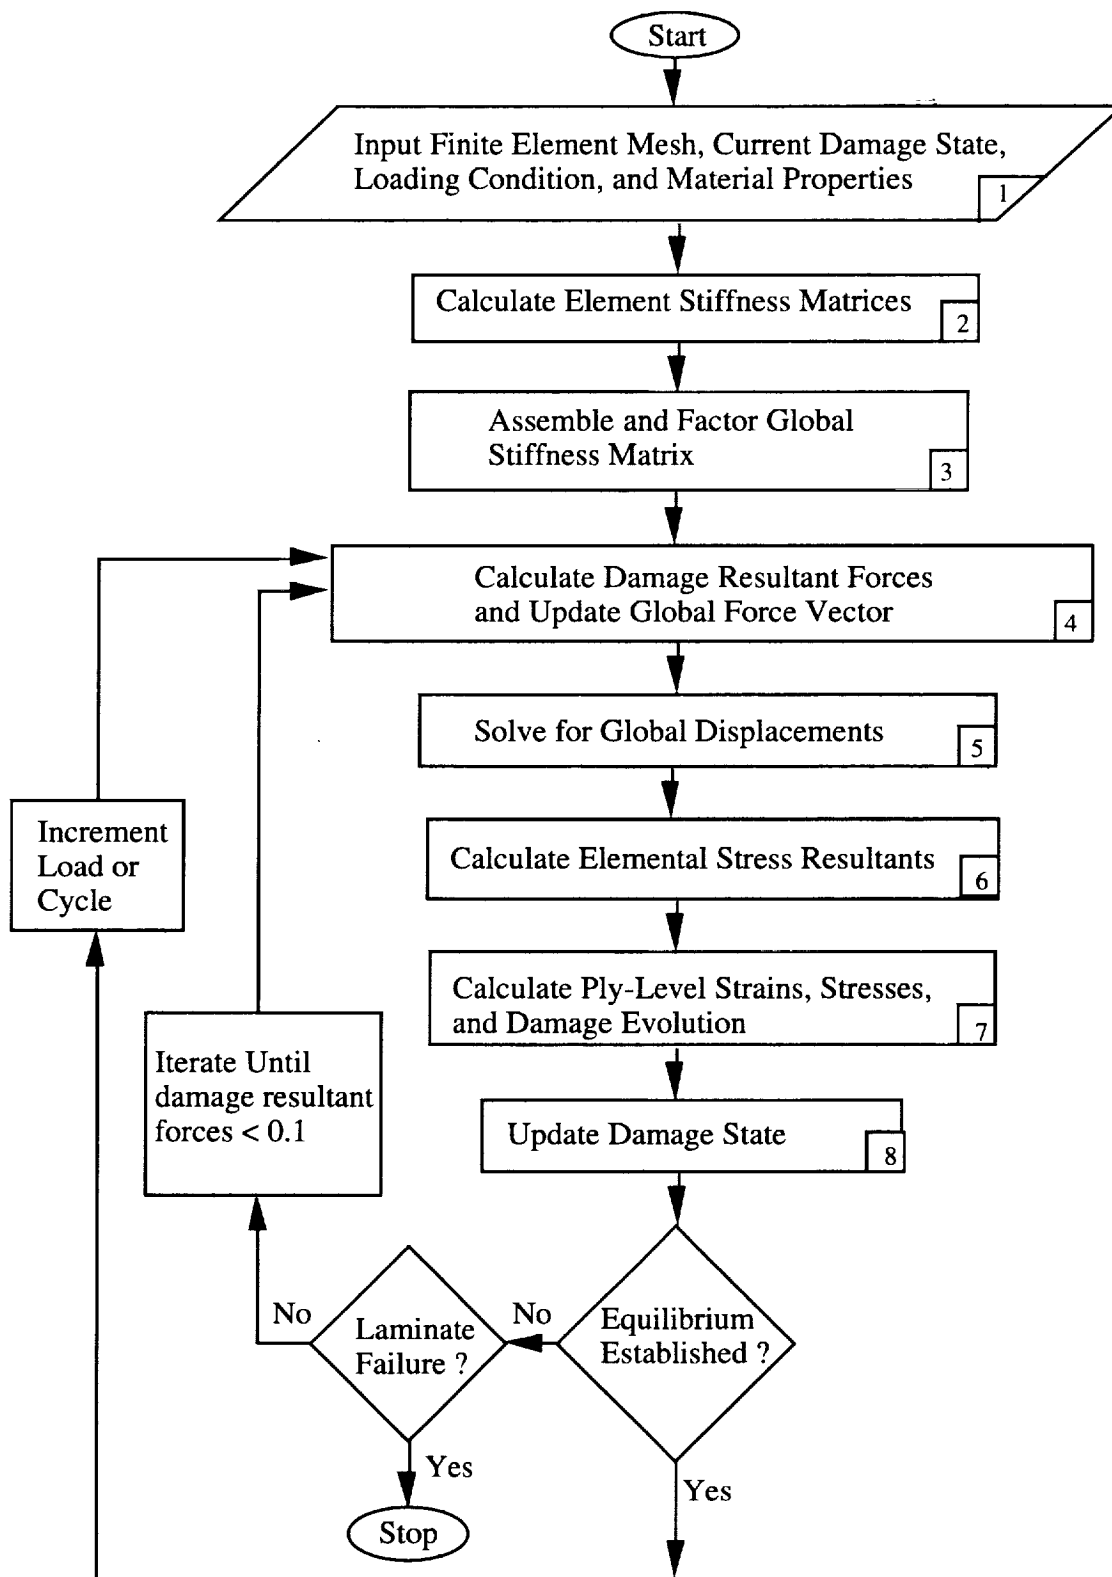 Start
Input Finite Element Mesh, Current Damage State,
Loading Condition, and Material Properties
1
Calculate Element Stiffness Matrices
2
Assemble and Factor Global
Stiffness Matrix
3
Calculate Damage Resultant Forces
and Update Global Force Vector
4
Solve for Global Displacements
5
Increment
Load or
Cycle
Calculate Elemental Stress Resultants
6
Calculate Ply-Level Strains, Stresses,
and Damage Evolution
7
Iterate Until
damage resultant
forces < 0.1
Update Damage State
8
No
Laminate
Failure ?
No
Equilibrium
Established ?
Yes
Yes
Stop